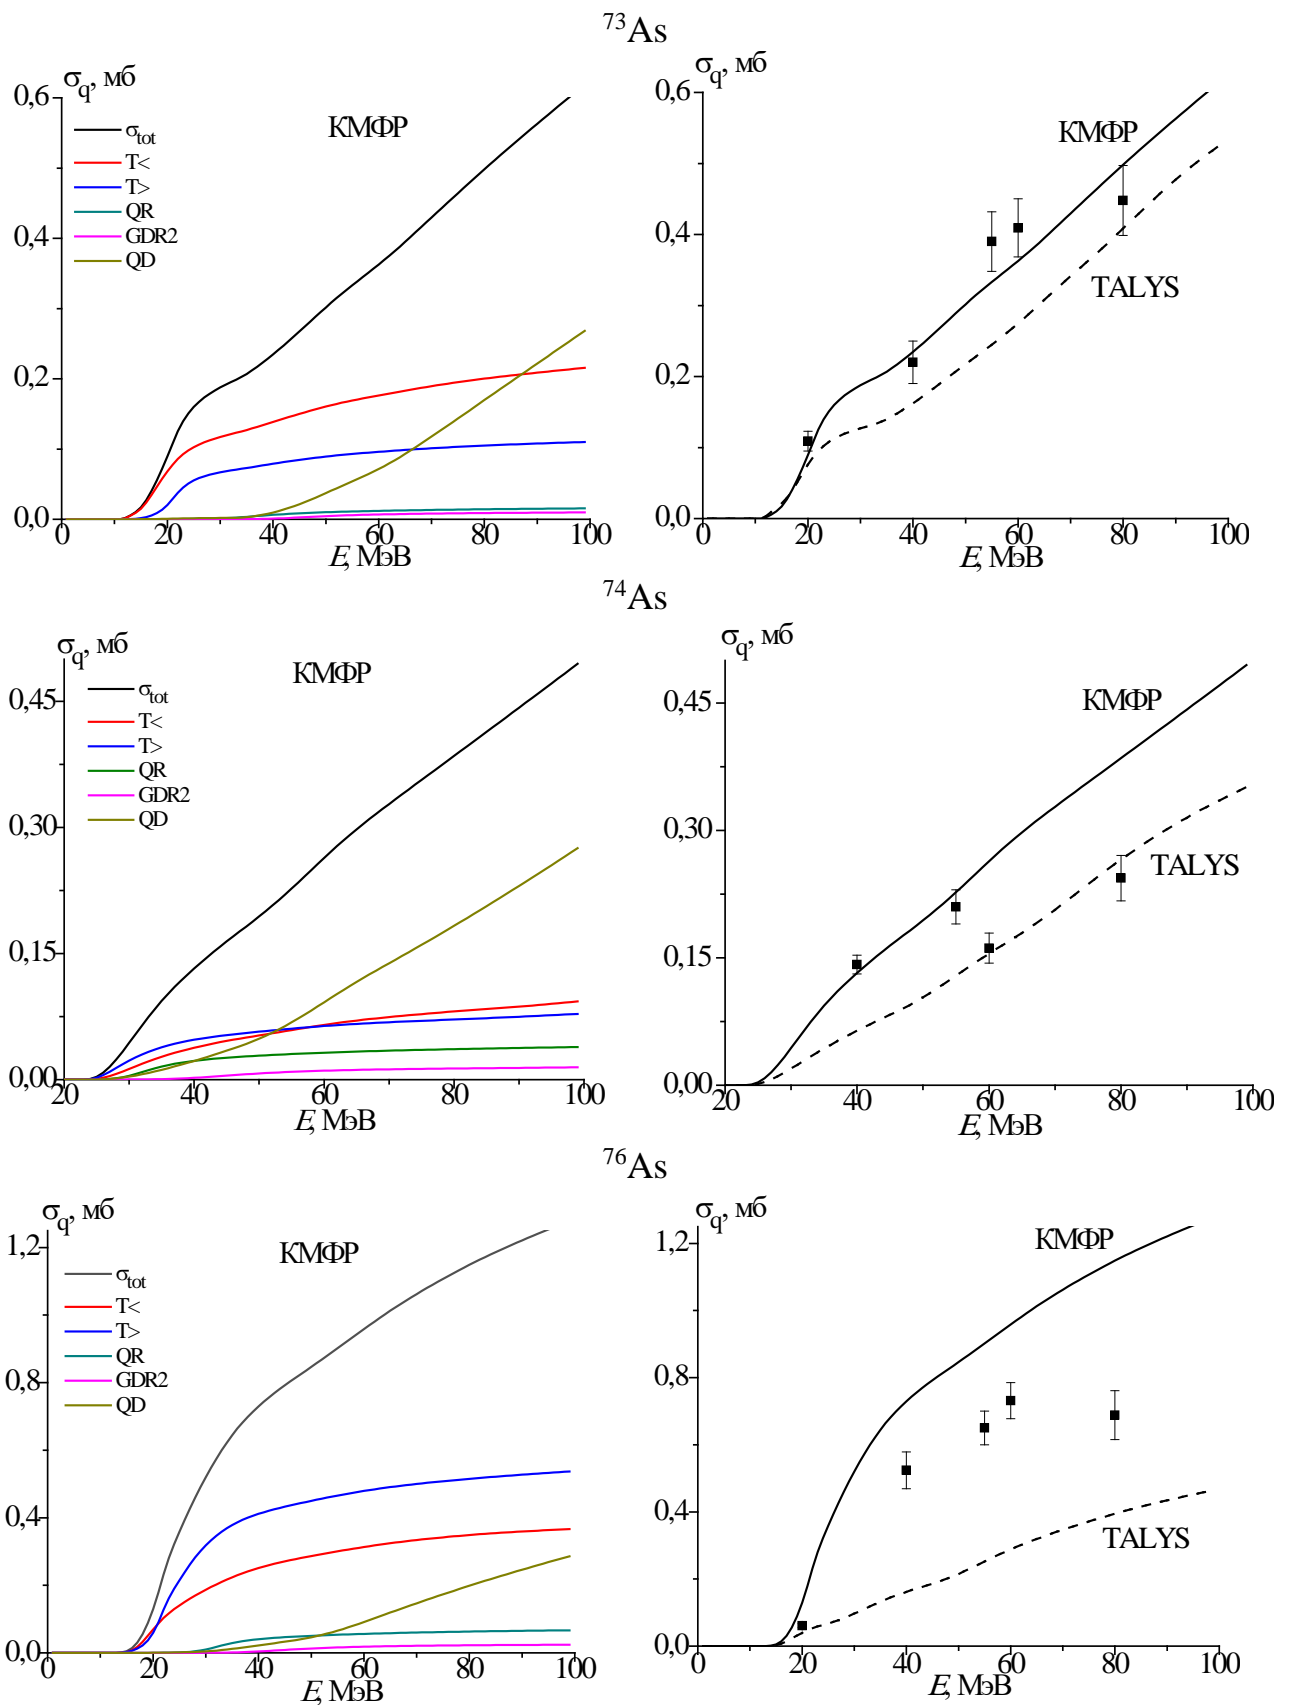 ⁷³As
σq, мб
0,6
0,4
0,2
0,0
КМФР
σtot
T<
T>
QR
GDR2
QD
0 20 40 60 80 100
E, МэВ
σq, мб
0,6
0,4
0,2
0,0
КМФР
TALYS
0 20 40 60 80 100
E, МэВ
⁷⁴As
σq, мб
0,45
0,30
0,15
0,00
КМФР
σtot
T<
T>
QR
GDR2
QD
20 40 60 80 100
E, МэВ
σq, мб
0,45
0,30
0,15
0,00
КМФР
TALYS
20 40 60 80 100
E, МэВ
⁷⁶As
σq, мб
1,2
0,8
0,4
0,0
КМФР
σtot
T<
T>
QR
GDR2
QD
0 20 40 60 80 100
E, МэВ
σq, мб
1,2
0,8
0,4
0,0
КМФР
TALYS
0 20 40 60 80 100
E, МэВ